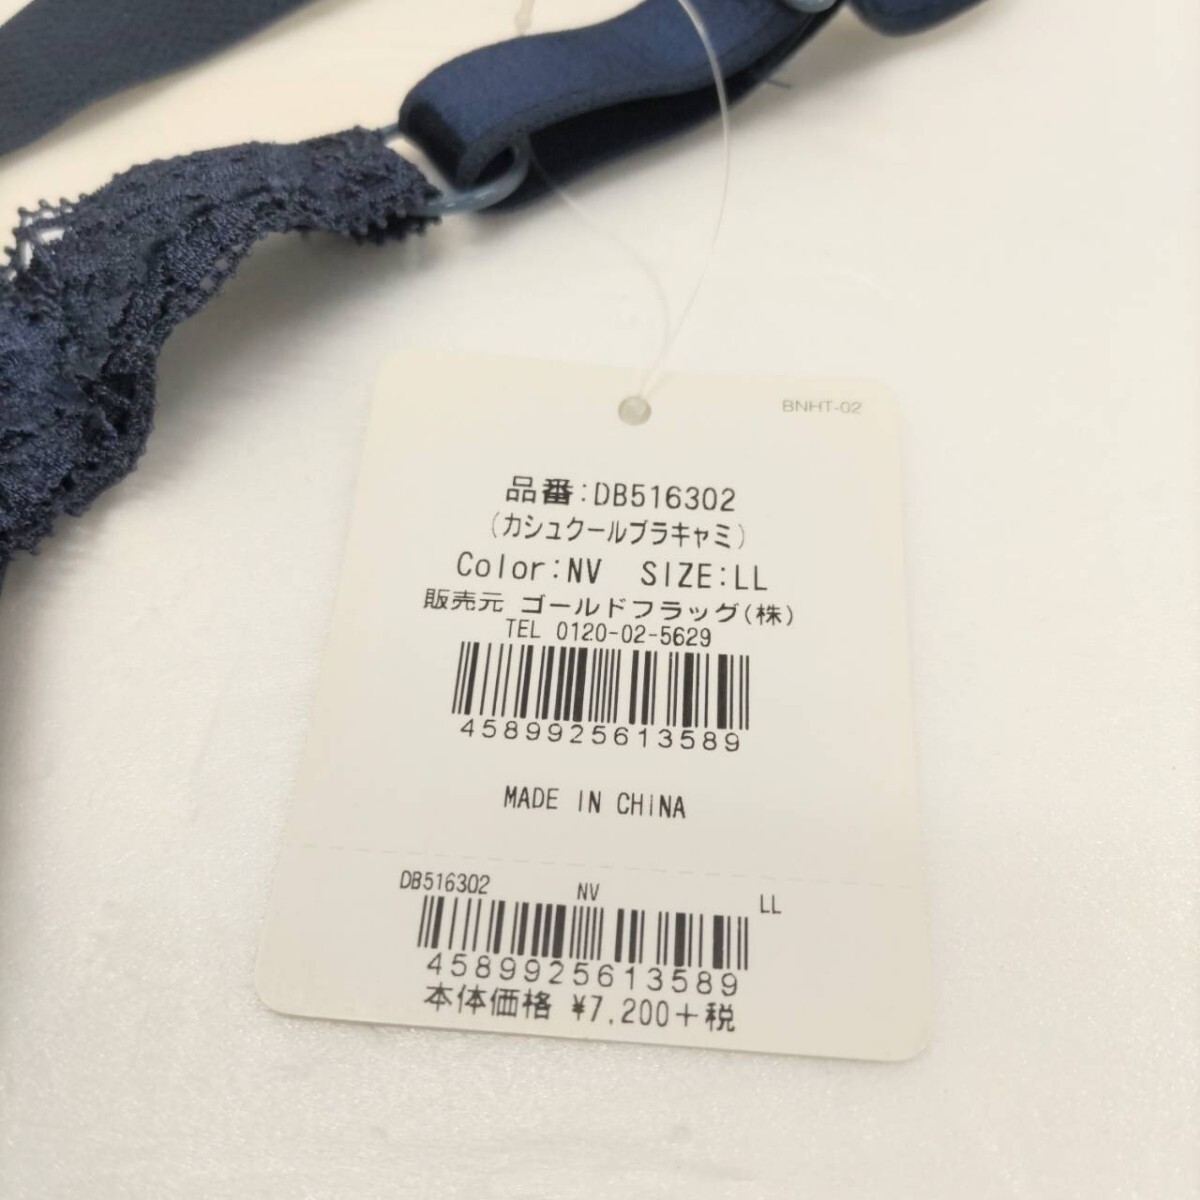 BNHT-02
品番:DB516302
(カシュクールブラキャミ)
Color:NV SIZE:LL
販売元 ゴールドフラッグ(株)
TEL 0120-02-5629
4589925613589
MADE IN CHINA
DB516302 NV LL
4589925613589
本体価格 ¥7,200+税